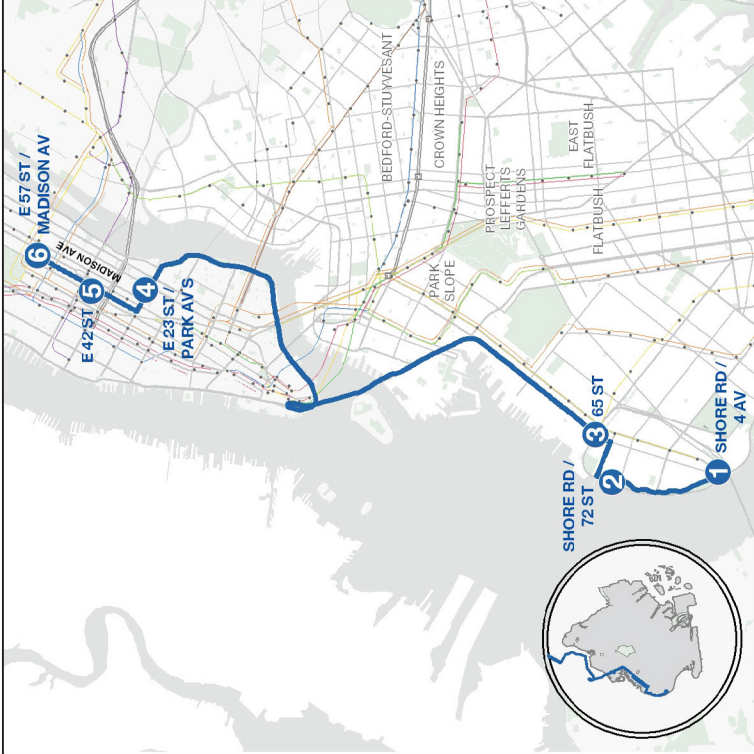 E 57 ST /
MADISON AV
6
MADISON AVE
5
E 42 ST
4
E 23 ST /
PARK AV S
BEDFORD-STUYVESANT
CROWN HEIGHTS
PROSPECT
LEFFERTS
GARDENS
EAST
FLATBUSH
FLATBUSH
PARK
SLOPE
3
65 ST
SHORE RD /
72 ST
2
1
SHORE RD /
4 AV